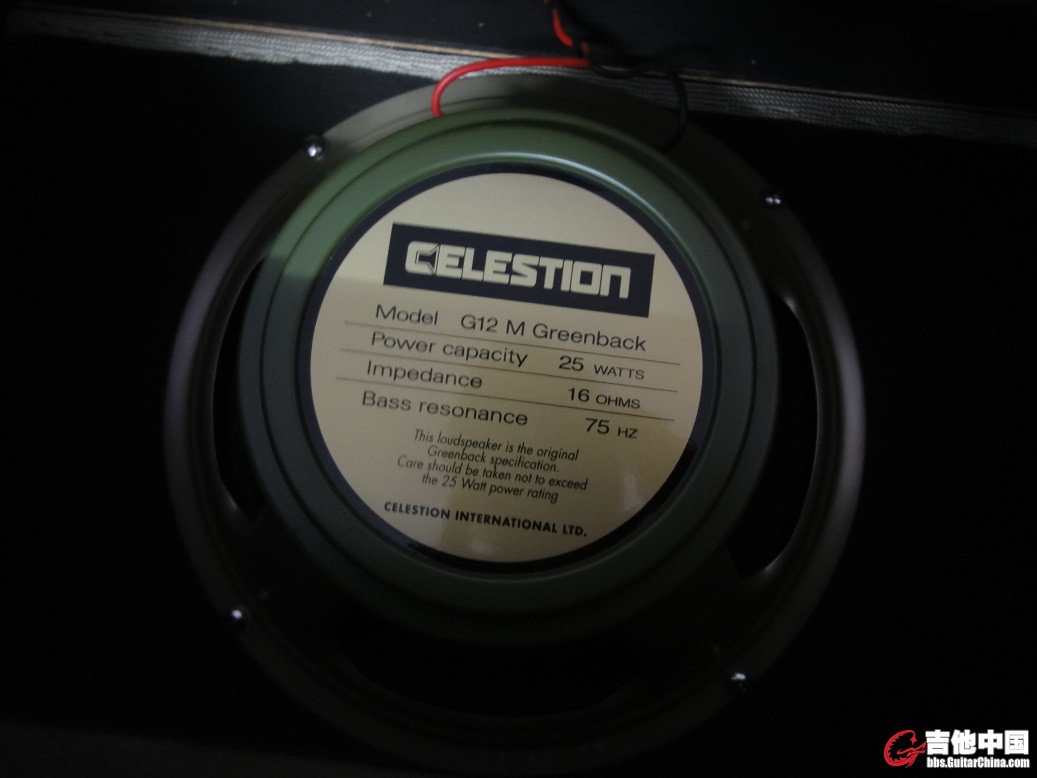 CELESTION
Model G12 M Greenback
Power capacity 25 WATTS
Impedance 16 OHMS
Bass resonance 75 HZ
This loudspeaker is the original
Greenback specification.
Care should be taken not to exceed
the 25 Watt power rating
CELESTION INTERNATIONAL LTD.
吉他中国
bbs.GuitarChina.com